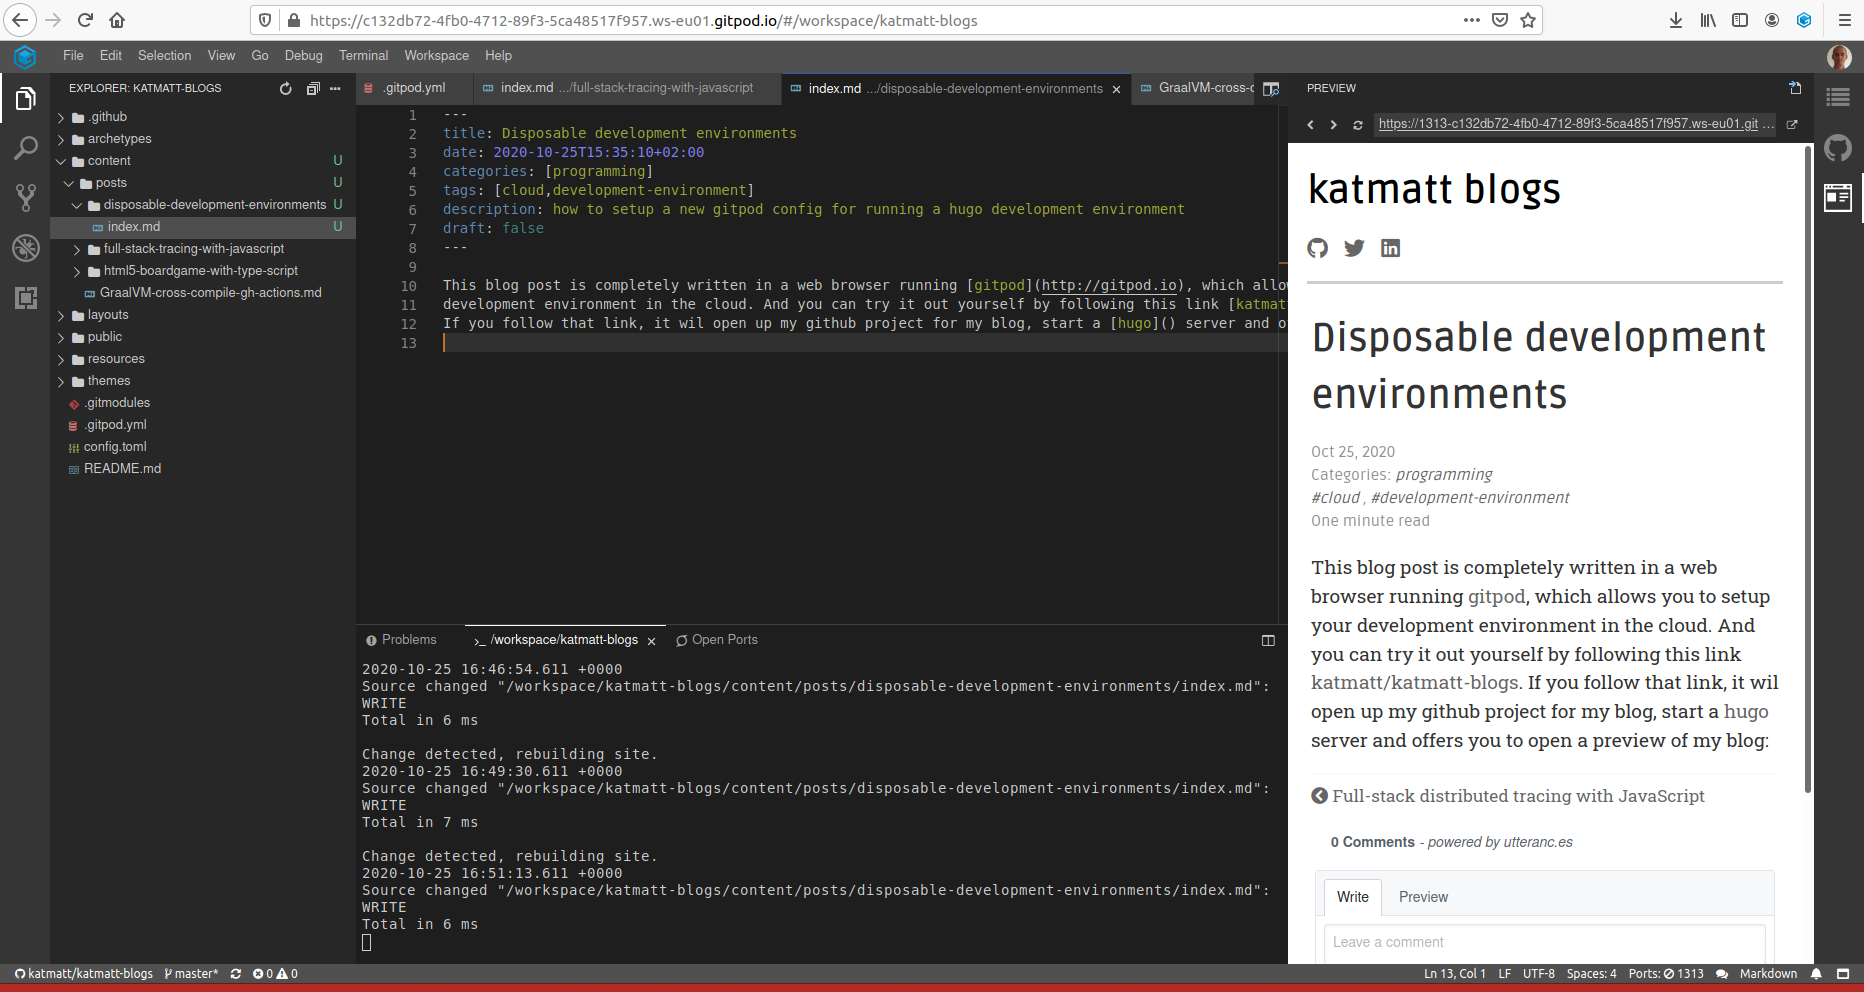 https://c132db72-4fb0-4712-89f3-5ca48517f957.ws-eu01.gitpod.io/#/workspace/katmatt-blogs
File Edit Selection View Go Debug Terminal Workspace Help
EXPLORER: KATMATT-BLOGS
.github
archetypes
content U
posts U
disposable-development-environments U
index.md U
full-stack-tracing-with-javascript
html5-boardgame-with-type-script
GraalVM-cross-compile-gh-actions.md
layouts
public
resources
themes
.gitmodules
.gitpod.yml
config.toml
README.md
.gitpod.yml index.md .../full-stack-tracing-with-javascript index.md .../disposable-development-environments GraalVM-cross-c
1 ---
2 title: Disposable development environments
3 date: 2020-10-25T15:35:10+02:00
4 categories: [programming]
5 tags: [cloud,development-environment]
6 description: how to setup a new gitpod config for running a hugo development environment
7 draft: false
8 ---
9
10 This blog post is completely written in a web browser running [gitpod](http://gitpod.io), which allow
11 development environment in the cloud. And you can try it out yourself by following this link [katmatt
12 If you follow that link, it wil open up my github project for my blog, start a [hugo]() server and o
13
Problems /workspace/katmatt-blogs Open Ports
2020-10-25 16:46:54.611 +0000
Source changed "/workspace/katmatt-blogs/content/posts/disposable-development-environments/index.md":
WRITE
Total in 6 ms
Change detected, rebuilding site.
2020-10-25 16:49:30.611 +0000
Source changed "/workspace/katmatt-blogs/content/posts/disposable-development-environments/index.md":
WRITE
Total in 7 ms
Change detected, rebuilding site.
2020-10-25 16:51:13.611 +0000
Source changed "/workspace/katmatt-blogs/content/posts/disposable-development-environments/index.md":
WRITE
Total in 6 ms
PREVIEW
https://1313-c132db72-4fb0-4712-89f3-5ca48517f957.ws-eu01.git ...
katmatt blogs
Disposable development
environments
Oct 25, 2020
Categories: programming
#cloud , #development-environment
One minute read
This blog post is completely written in a web
browser running gitpod, which allows you to setup
your development environment in the cloud. And
you can try it out yourself by following this link
katmatt/katmatt-blogs. If you follow that link, it wil
open up my github project for my blog, start a hugo
server and offers you to open a preview of my blog:
Full-stack distributed tracing with JavaScript
0 Comments - powered by utteranc.es
Write Preview
Leave a comment
katmatt/katmatt-blogs master* 0 0 Ln 13, Col 1 LF UTF-8 Spaces: 4 Ports: 1313 Markdown